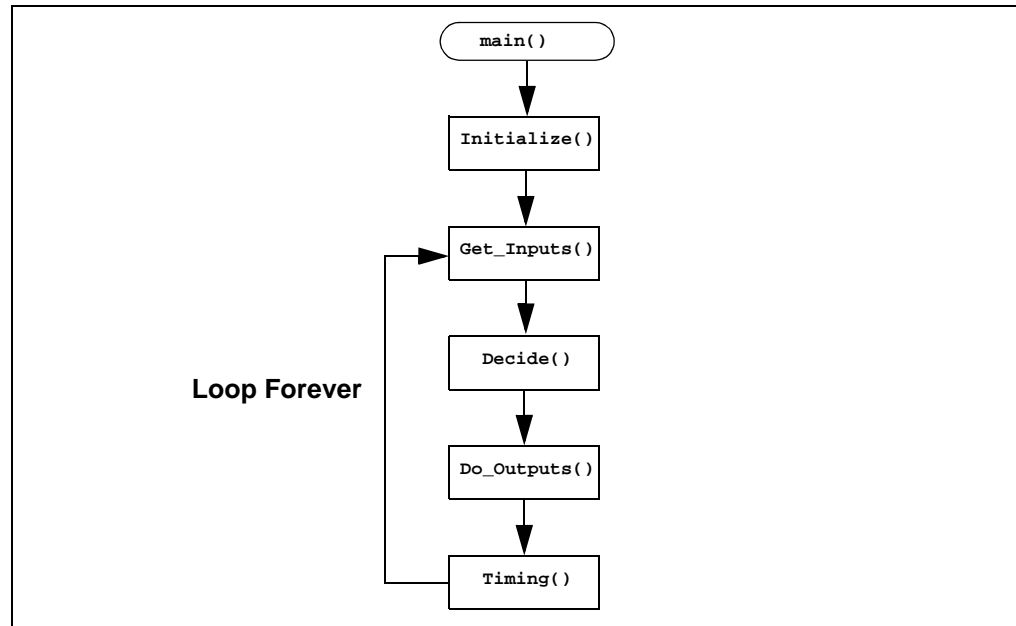 main()
Initialize()
Get_Inputs()
Decide()
Loop Forever
Do_Outputs()
Timing()